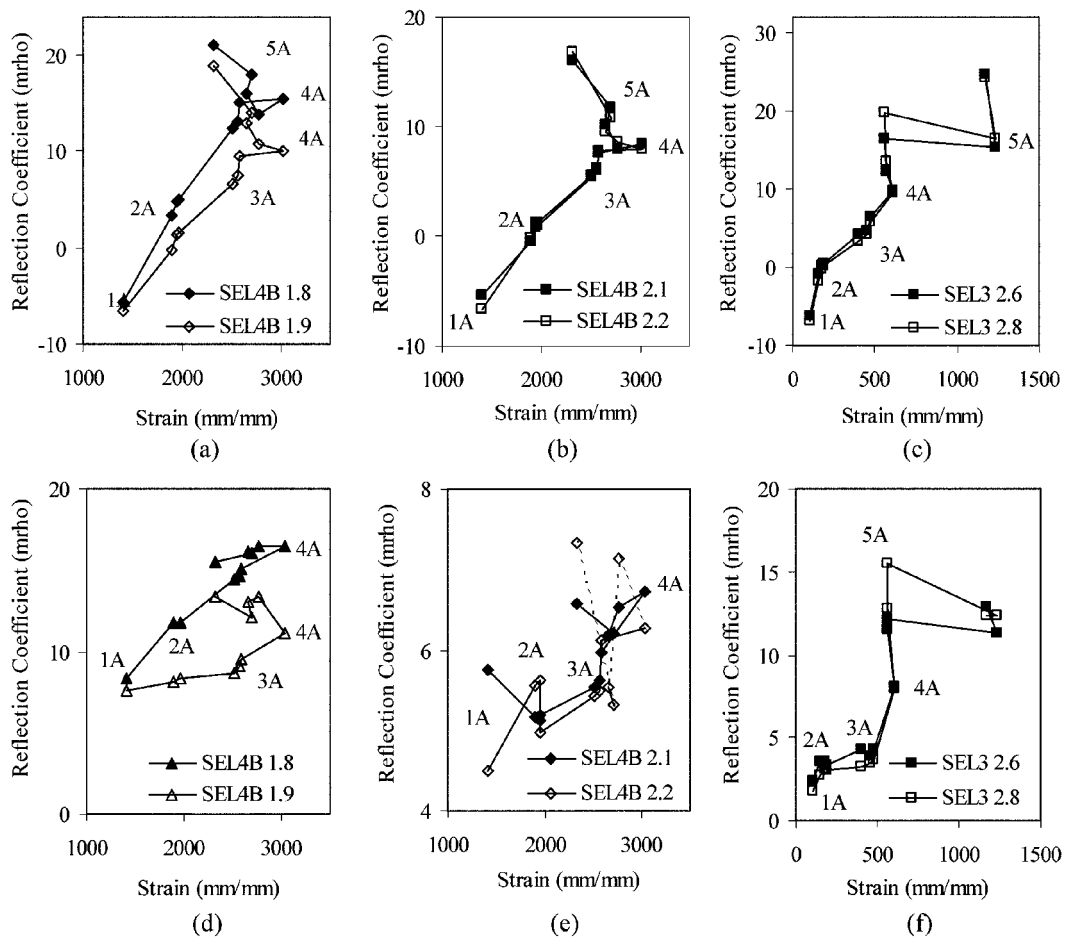 Reflection Coefficient (mrho)
20
10
0
-10
1000 2000 3000
5A
4A
4A
2A
3A
1
SEL4B 1.8
SEL4B 1.9
Strain (mm/mm)
(a)
Reflection Coefficient (mrho)
20
10
0
-10
1000 2000 3000
5A
4A
3A
2A
1A
SEL4B 2.1
SEL4B 2.2
Strain (mm/mm)
(b)
Reflection Coefficient (mrho)
30
20
10
0
-10
0 500 1000 1500
5A
4A
3A
2A
1A
SEL3 2.6
SEL3 2.8
Strain (mm/mm)
(c)
Reflection Coefficient (mrho)
20
10
0
1000 2000 3000
4A
4A
1A
2A
3A
SEL4B 1.8
SEL4B 1.9
Strain (mm/mm)
(d)
Reflection Coefficient (mrho)
8
6
4
1000 2000 3000
4A
2A
3A
1A
SEL4B 2.1
SEL4B 2.2
Strain (mm/mm)
(e)
Reflection Coefficient (mrho)
20
15
10
5
0
0 500 1000 1500
5A
4A
2A
3A
1A
SEL3 2.6
SEL3 2.8
Strain (mm/mm)
(f)